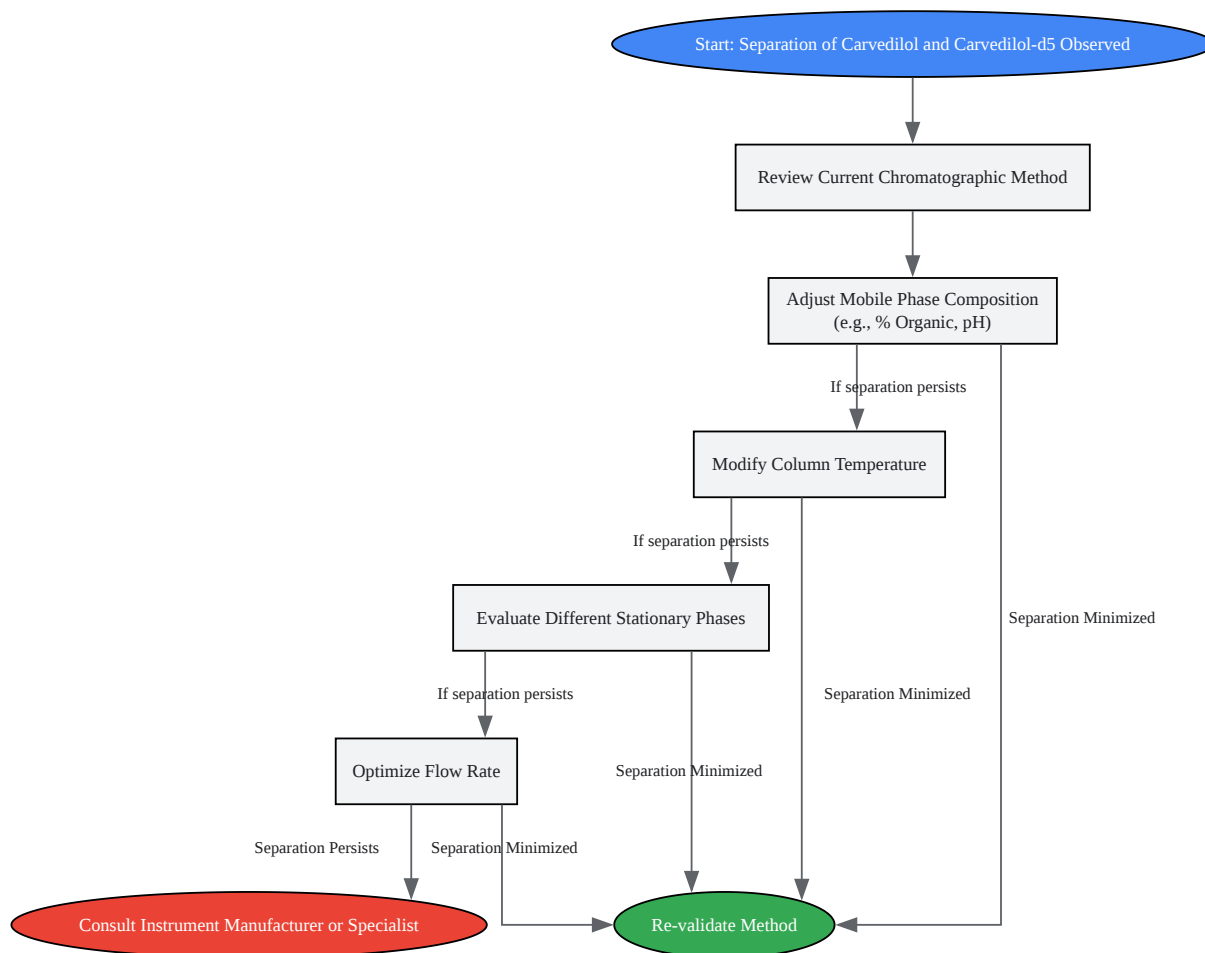 Start: Separation of Carvedilol and Carvedilol-d5 Observed
Review Current Chromatographic Method
Adjust Mobile Phase Composition
(e.g., % Organic, pH)
If separation persists
Modify Column Temperature
If separation persists
Evaluate Different Stationary Phases
Separation Minimized
If separation persists
Separation Minimized
Optimize Flow Rate
Separation Minimized
Separation Persists
Separation Minimized
Consult Instrument Manufacturer or Specialist
Re-validate Method